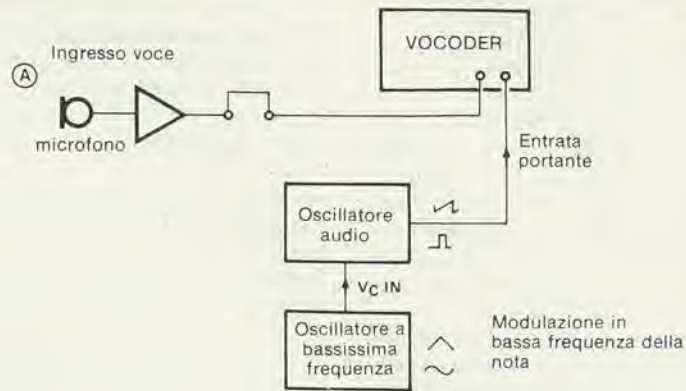 Ingresso voce
A
microfono
VOCODER
Entrata
portante
Oscillatore
audio
VC IN
Oscillatore a
bassissima
frequenza
Modulazione in
bassa frequenza della
nota